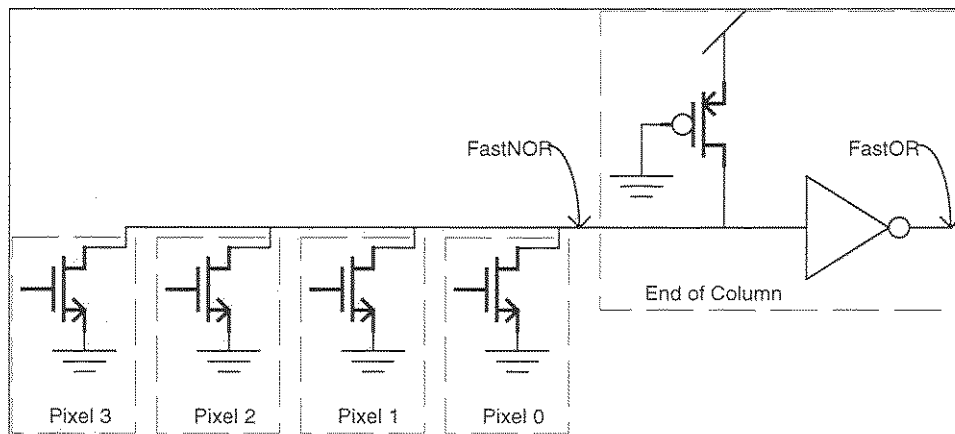 FastNOR
FastOR
End of Column
Pixel 3
Pixel 2
Pixel 1
Pixel 0